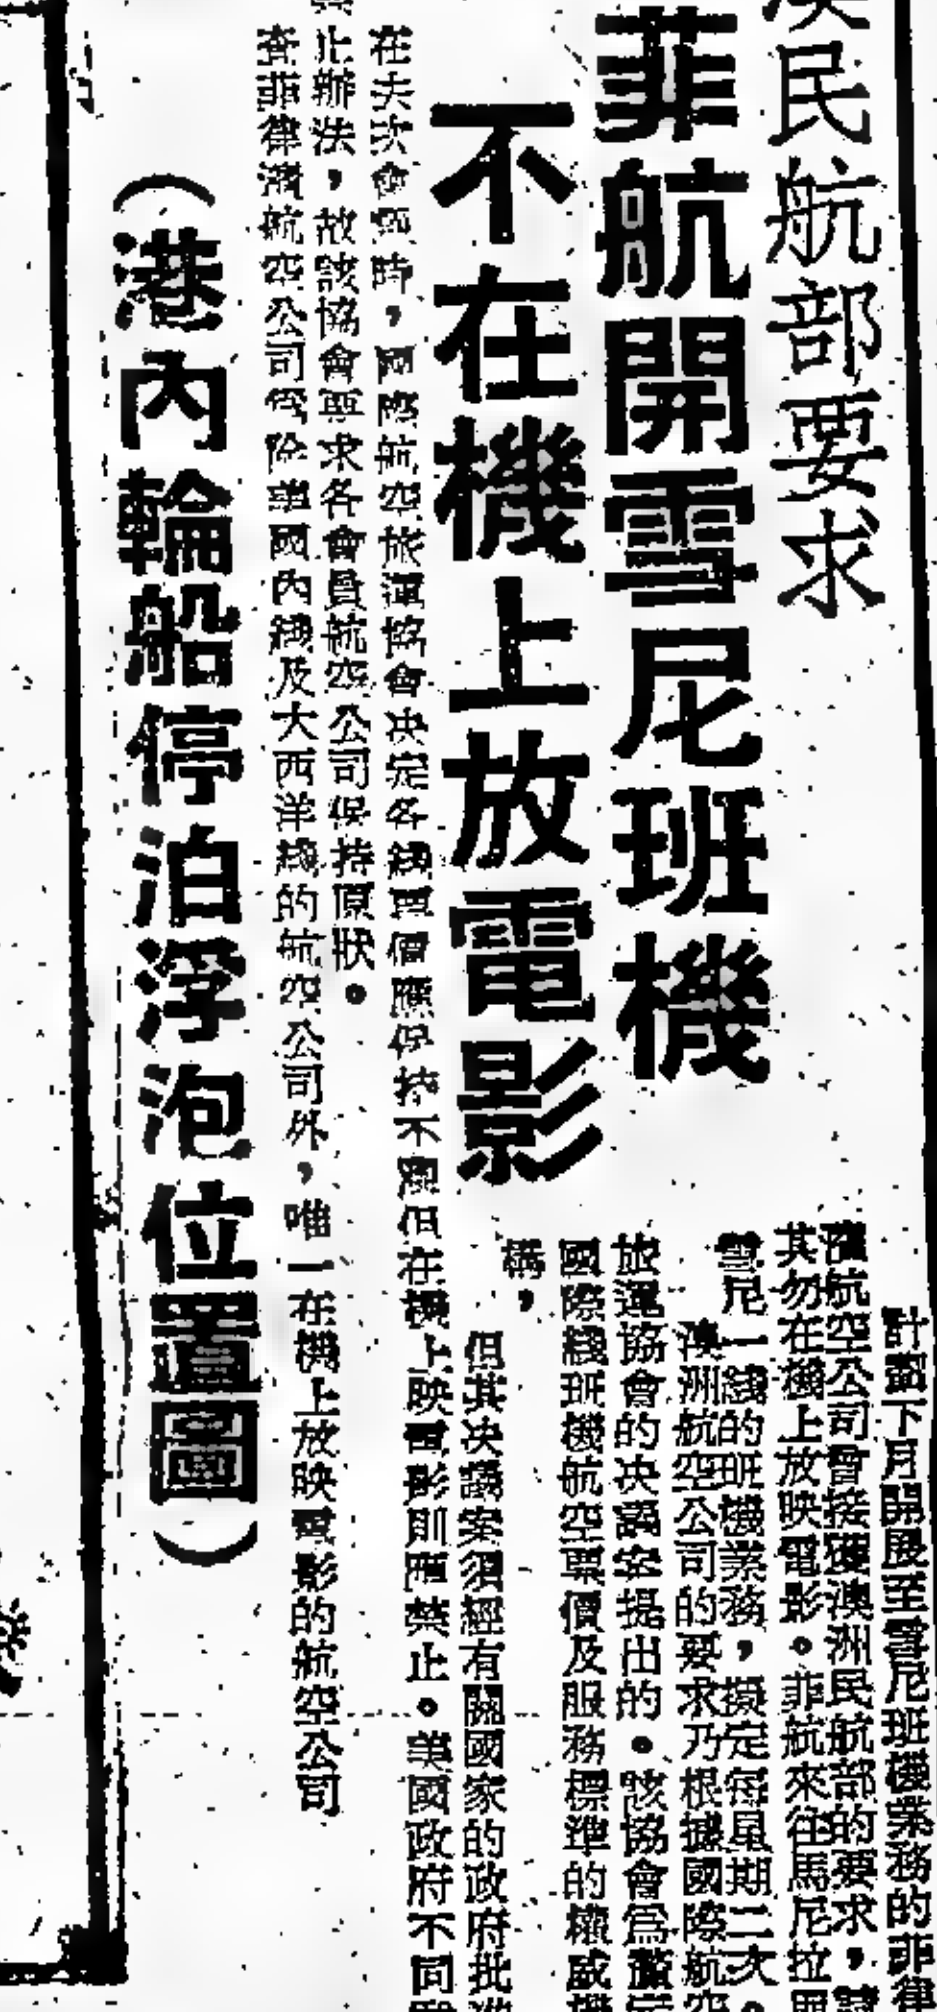 澳民航部要求
菲航開雪尼班機
不在機上放電影
計劃下月開展至雪尼班機業務的菲律
濱航空公司曾接獲澳洲民航部的要求，請
其勿在機上放映電影。菲航來往馬尼拉
雪尼一綫的班機業務，擬定每星期二次。
澳洲航空公司的要求乃根據國際航空
旅運協會的決議案提出的。該協會爲釐定
國際綫班機航空票價及服務標準的權威機
構，
但其決議案須經有關國家的政府批准
在夫次會議時，國際航空旅運協會决定各綫票價應保持不變但在機上映電影則應禁止。美國政府不同
止辦法，故該協會要求各會員航空公司保持原狀。
查菲律濱航空公司爲除美國內綫及大西洋綫的航空公司外，唯一在機上放映電影的航空公司
（港內輪船停泊浮泡位置圖）